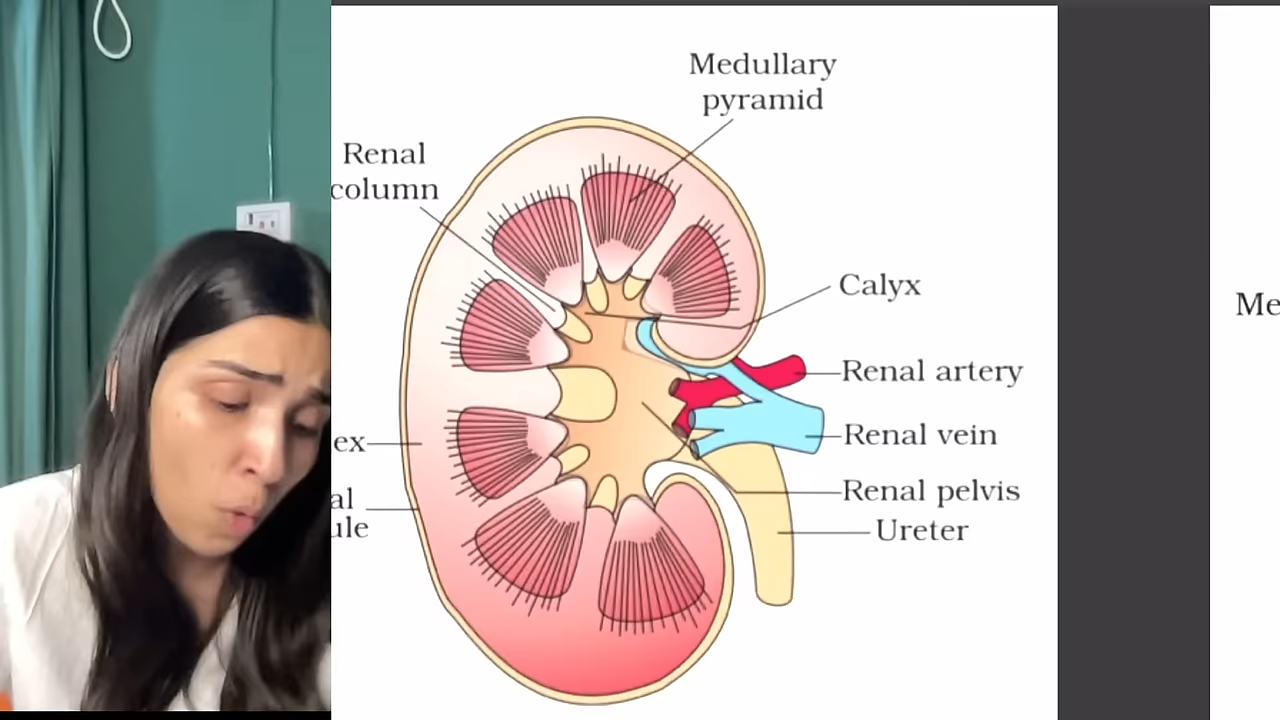 Medullary
pyramid
Renal
column
Calyx
Renal artery
Renal vein
ex
Renal pelvis
al
ule
Ureter
Me